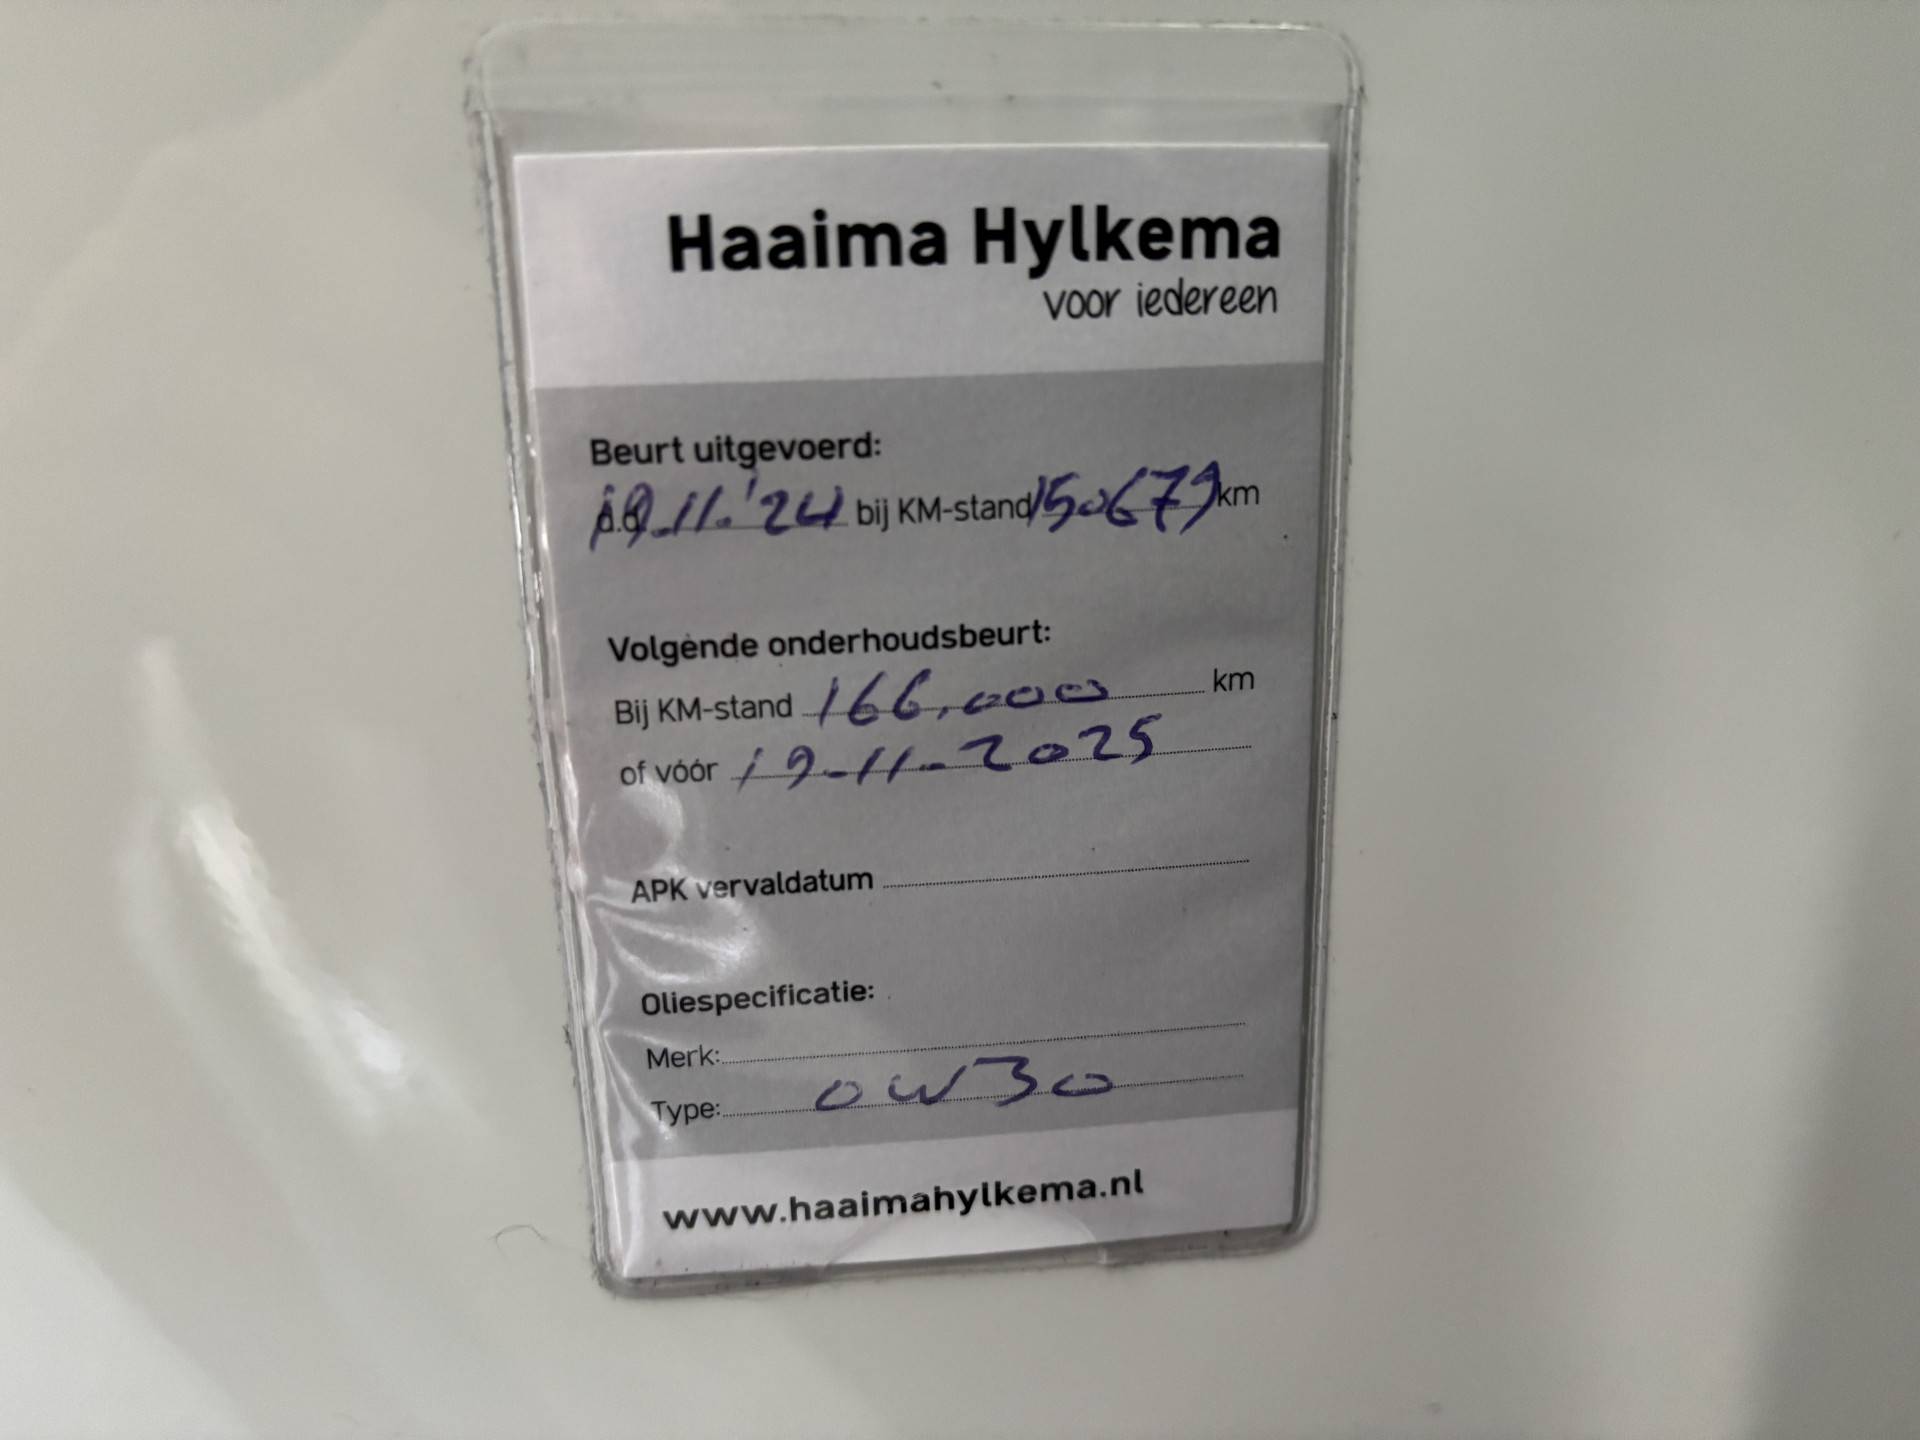 Haaima Hylkema
voor iedereen
Beurt uitgevoerd:
d.d. 19.11.'24 bij KM-stand 150679 km
Volgende onderhoudsbeurt:
Bij KM-stand 166.000 km
of vóór 19-11-2025
APK vervaldatum
Oliespecificatie:
Merk:
Type: 0W30
www.haaimahylkema.nl